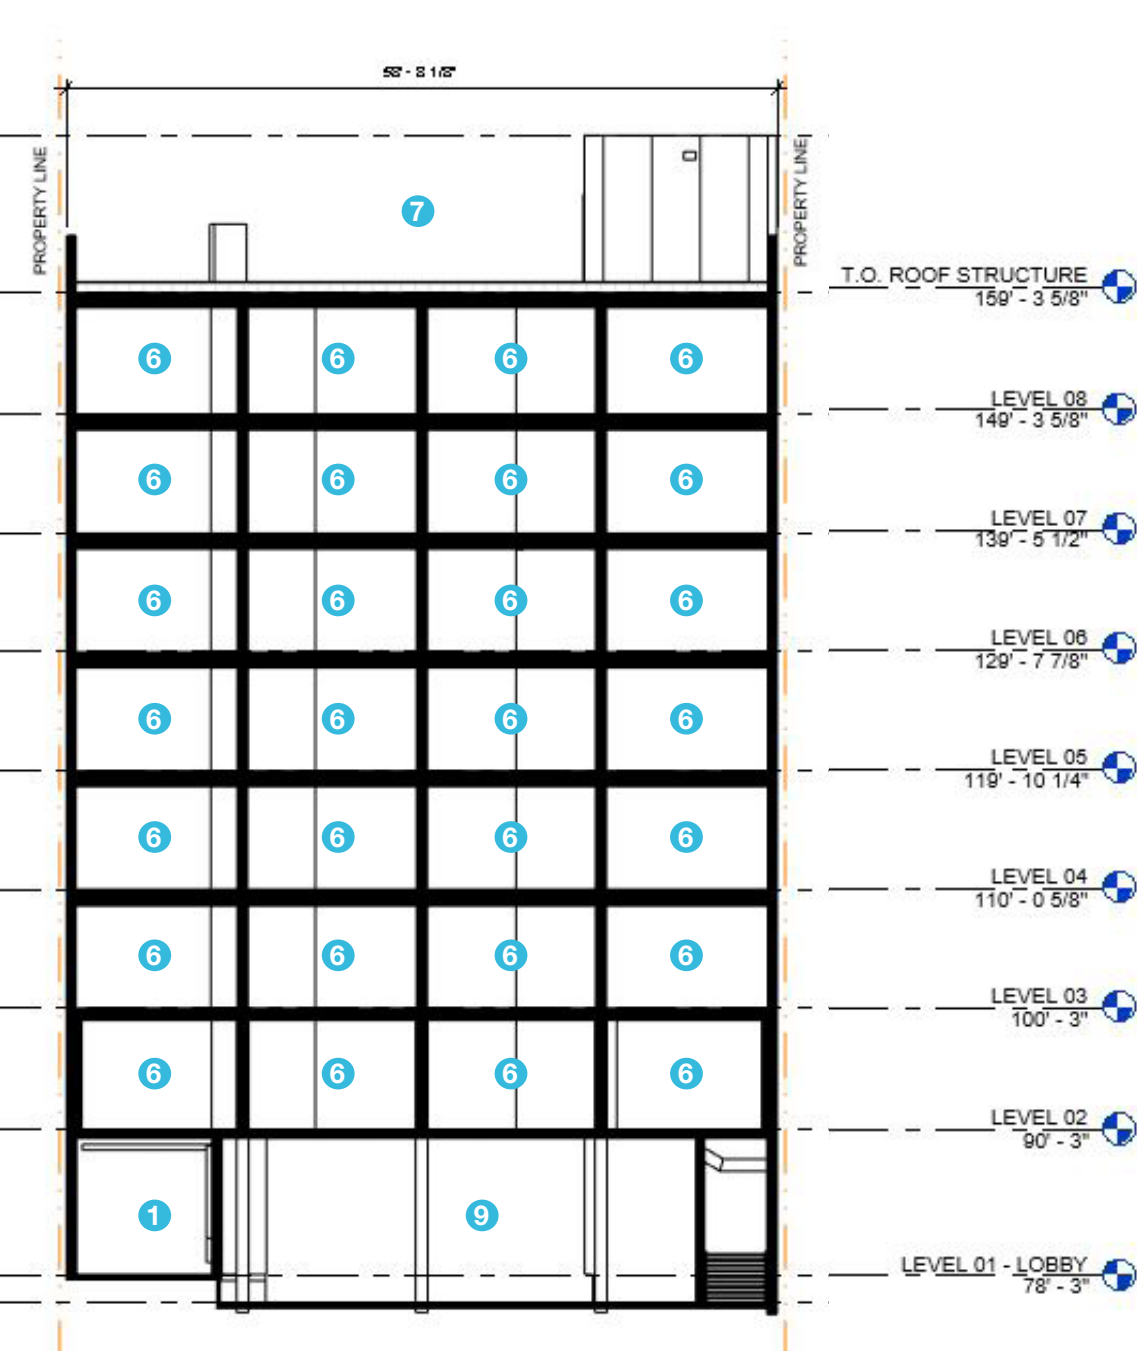 58' - 8 1/8"
PROPERTY LINE
PROPERTY LINE
7
T.O. ROOF STRUCTURE
159' - 3 5/8"
6 6 6 6
LEVEL 08
149' - 3 5/8"
6 6 6 6
LEVEL 07
139' - 5 1/2"
6 6 6 6
LEVEL 06
129' - 7 7/8"
6 6 6 6
LEVEL 05
119' - 10 1/4"
6 6 6 6
LEVEL 04
110' - 0 5/8"
6 6 6 6
LEVEL 03
100' - 3"
6 6 6 6
LEVEL 02
90' - 3"
1 9
LEVEL 01 - LOBBY
78' - 3"